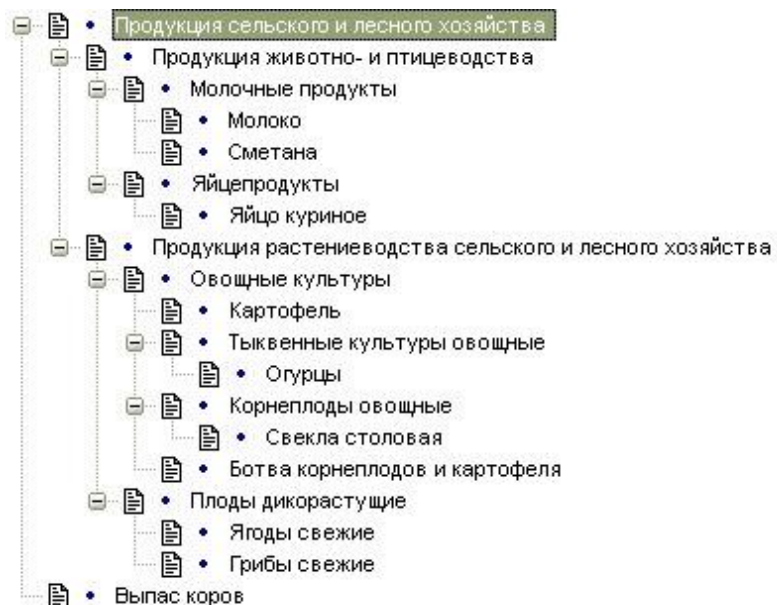 Продукция сельского и лесного хозяйства
Продукция животно- и птицеводства
Молочные продукты
Молоко
Сметана
Яйцепродукты
Яйцо куриное
Продукция растениеводства сельского и лесного хозяйства
Овощные культуры
Картофель
Тыквенные культуры овощные
Огурцы
Корнеплоды овощные
Свекла столовая
Ботва корнеплодов и картофеля
Плоды дикорастущие
Ягоды свежие
Грибы свежие
Выпас коров